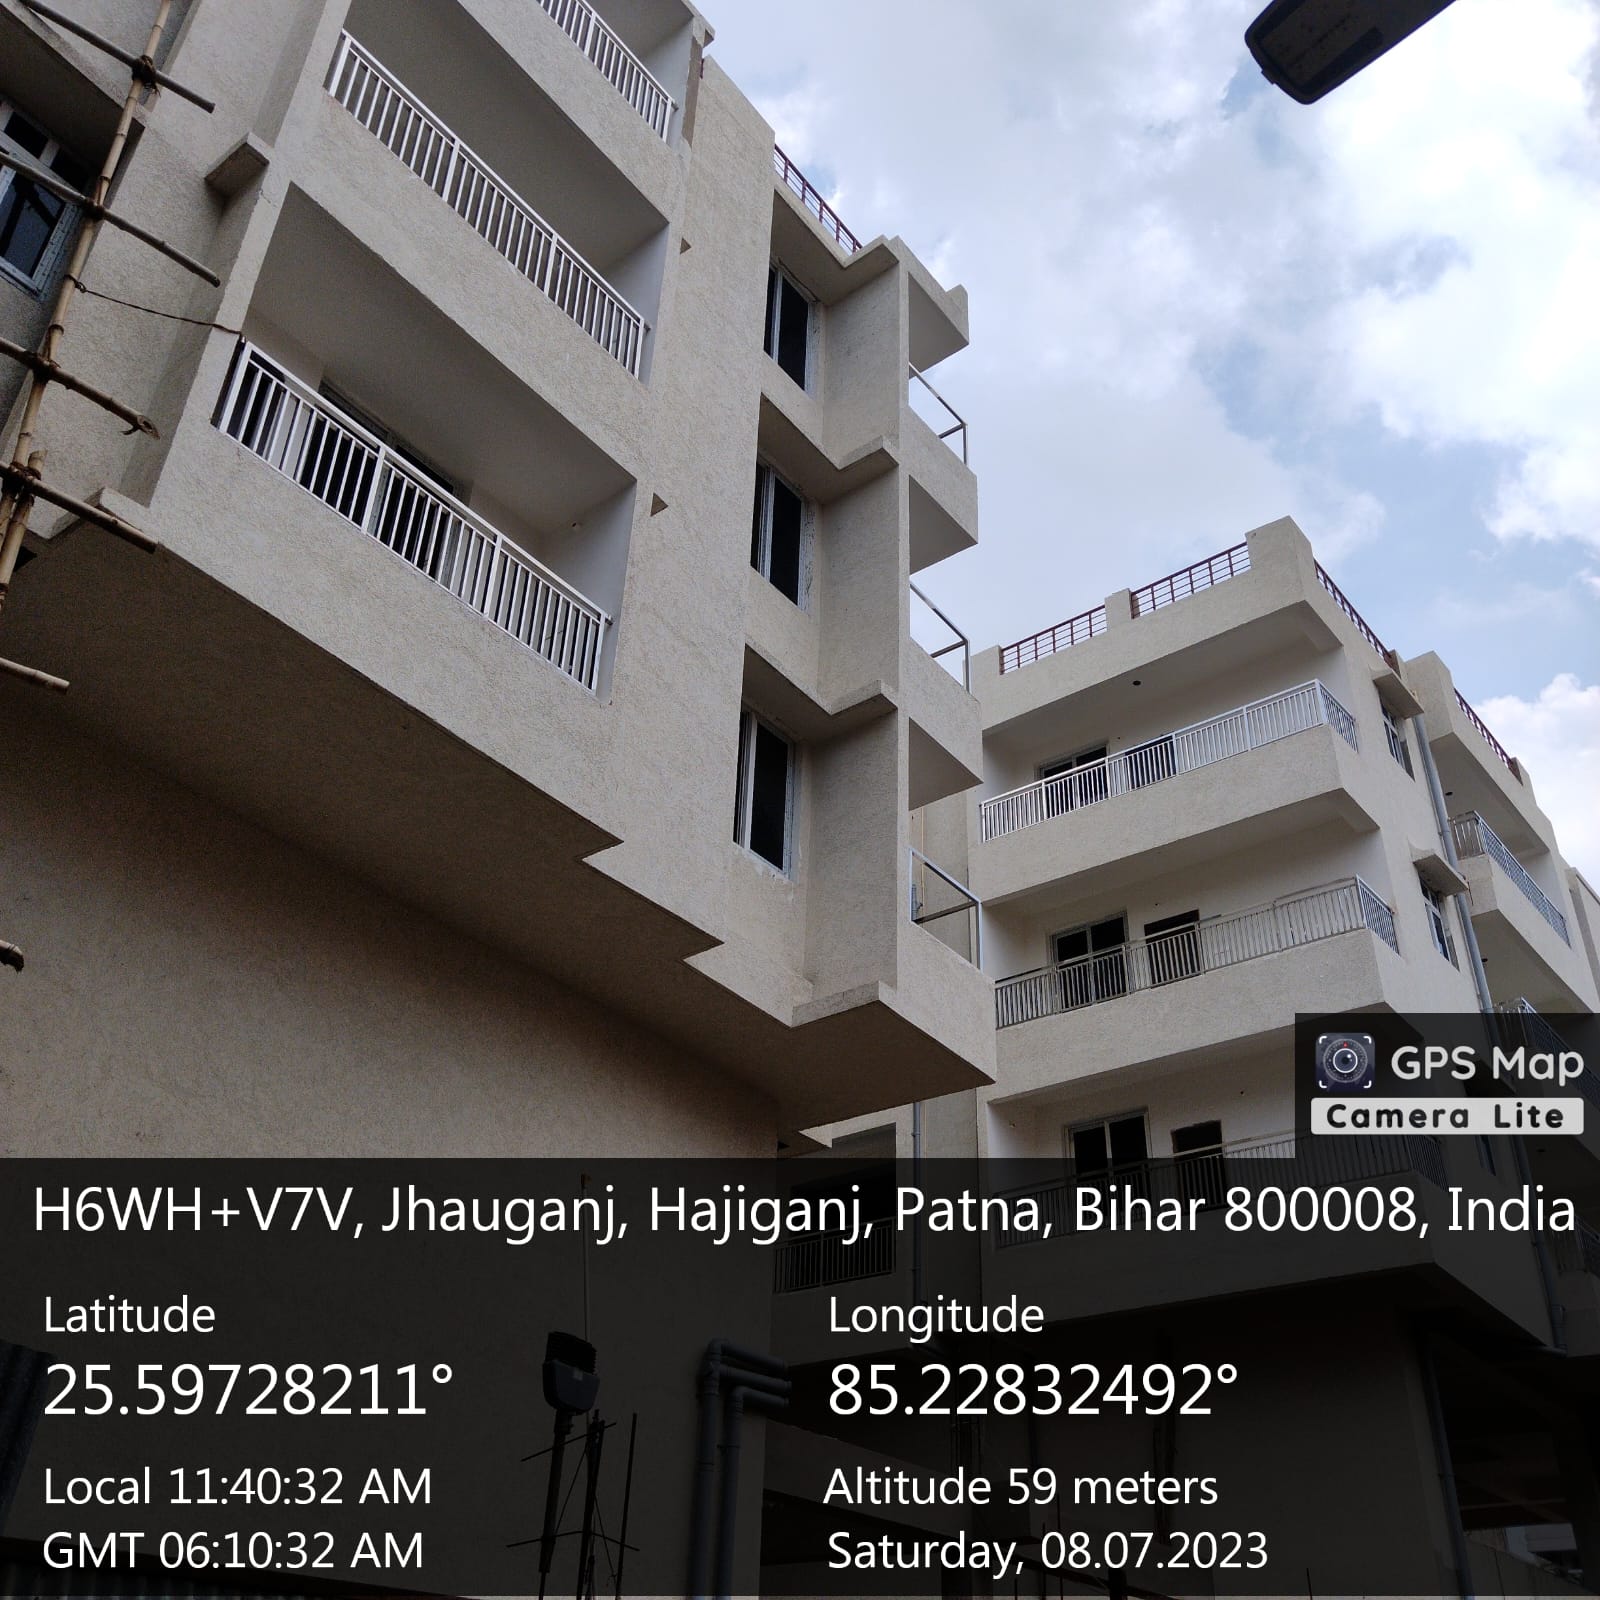 GPS Map
Camera Lite
H6WH+V7V, Jhauganj, Hajiganj, Patna, Bihar 800008, India
Latitude
25.59728211°
Longitude
85.22832492°
Local 11:40:32 AM
GMT 06:10:32 AM
Altitude 59 meters
Saturday, 08.07.2023